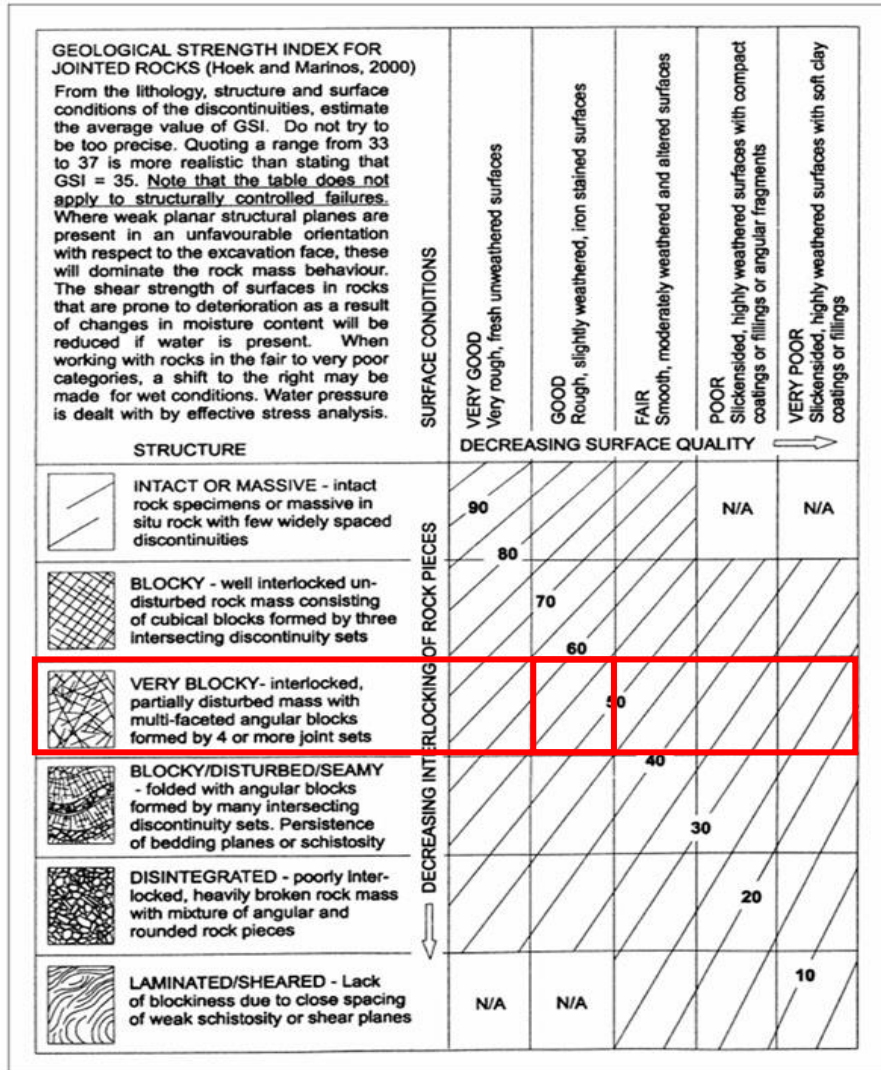 GEOLOGICAL STRENGTH INDEX FOR
JOINTED ROCKS (Hoek and Marinos, 2000)
From the lithology, structure and surface
conditions of the discontinuities, estimate
the average value of GSI. Do not try to
be too precise. Quoting a range from 33
to 37 is more realistic than stating that
GSI = 35. Note that the table does not
apply to structurally controlled failures.
Where weak planar structural planes are
present in an unfavourable orientation
with respect to the excavation face, these
will dominate the rock mass behaviour.
The shear strength of surfaces in rocks
that are prone to deterioration as a result
of changes in moisture content will be
reduced if water is present. When
working with rocks in the fair to very poor
categories, a shift to the right may be
made for wet conditions. Water pressure
is dealt with by effective stress analysis.
STRUCTURE
SURFACE CONDITIONS
VERY GOOD
Very rough, fresh unweathered surfaces
GOOD
Rough, slightly weathered, iron stained surfaces
FAIR
Smooth, moderately weathered and altered surfaces
POOR
Slickensided, highly weathered surfaces with compact
coatings or fillings or angular fragments
VERY POOR
Slickensided, highly weathered surfaces with soft clay
coatings or fillings
DECREASING SURFACE QUALITY
DECREASING INTERLOCKING OF ROCK PIECES
INTACT OR MASSIVE - intact
rock specimens or massive in
situ rock with few widely spaced
discontinuities
90
80
N/A
N/A
BLOCKY - well interlocked un-
disturbed rock mass consisting
of cubical blocks formed by three
intersecting discontinuity sets
70
60
VERY BLOCKY- interlocked,
partially disturbed mass with
multi-faceted angular blocks
formed by 4 or more joint sets
50
BLOCKY/DISTURBED/SEAMY
- folded with angular blocks
formed by many intersecting
discontinuity sets. Persistence
of bedding planes or schistosity
40
30
DISINTEGRATED - poorly inter-
locked, heavily broken rock mass
with mixture of angular and
rounded rock pieces
20
LAMINATED/SHEARED - Lack
of blockiness due to close spacing
of weak schistosity or shear planes
N/A
N/A
10